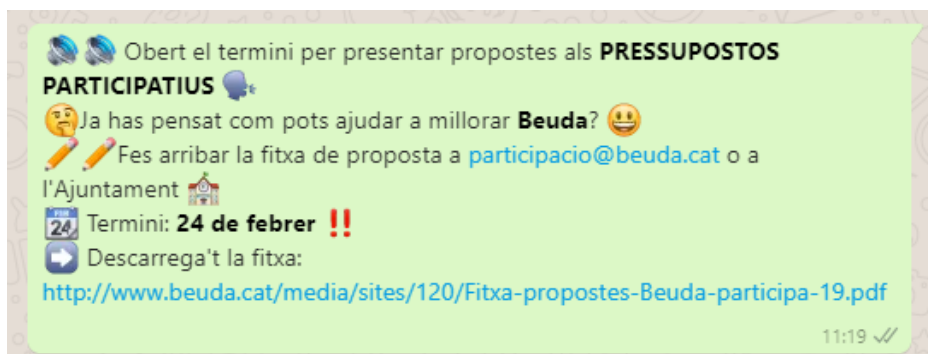 🔊 🔊 Obert el termini per presentar propostes als PRESSUPOSTOS
PARTICIPATIUS 🗣
🤔Ja has pensat com pots ajudar a millorar Beuda? 😃
✏️ ✏️Fes arribar la fitxa de proposta a participacio@beuda.cat o a
l'Ajuntament 🏫
📆 Termini: 24 de febrer ‼️
➡️ Descarrega't la fitxa:
http://www.beuda.cat/media/sites/120/Fitxa-propostes-Beuda-participa-19.pdf
11:19